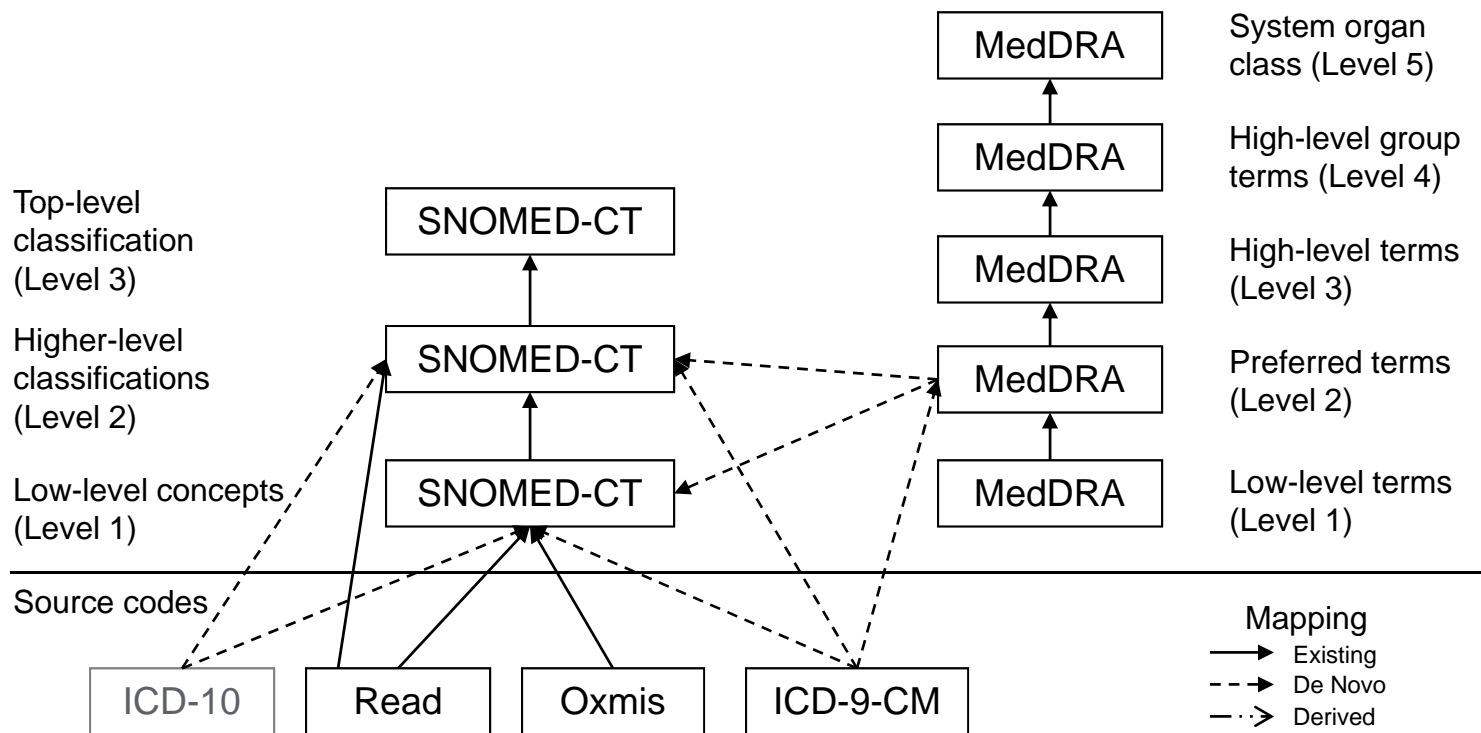 MedDRA
System organ
class (Level 5)
MedDRA
High-level group
terms (Level 4)
Top-level
classification
(Level 3)
SNOMED-CT
MedDRA
High-level terms
(Level 3)
Higher-level
classifications
(Level 2)
SNOMED-CT
MedDRA
Preferred terms
(Level 2)
Low-level concepts
(Level 1)
SNOMED-CT
MedDRA
Low-level terms
(Level 1)
Source codes
ICD-10
Read
Oxmis
ICD-9-CM
Mapping
Existing
De Novo
Derived